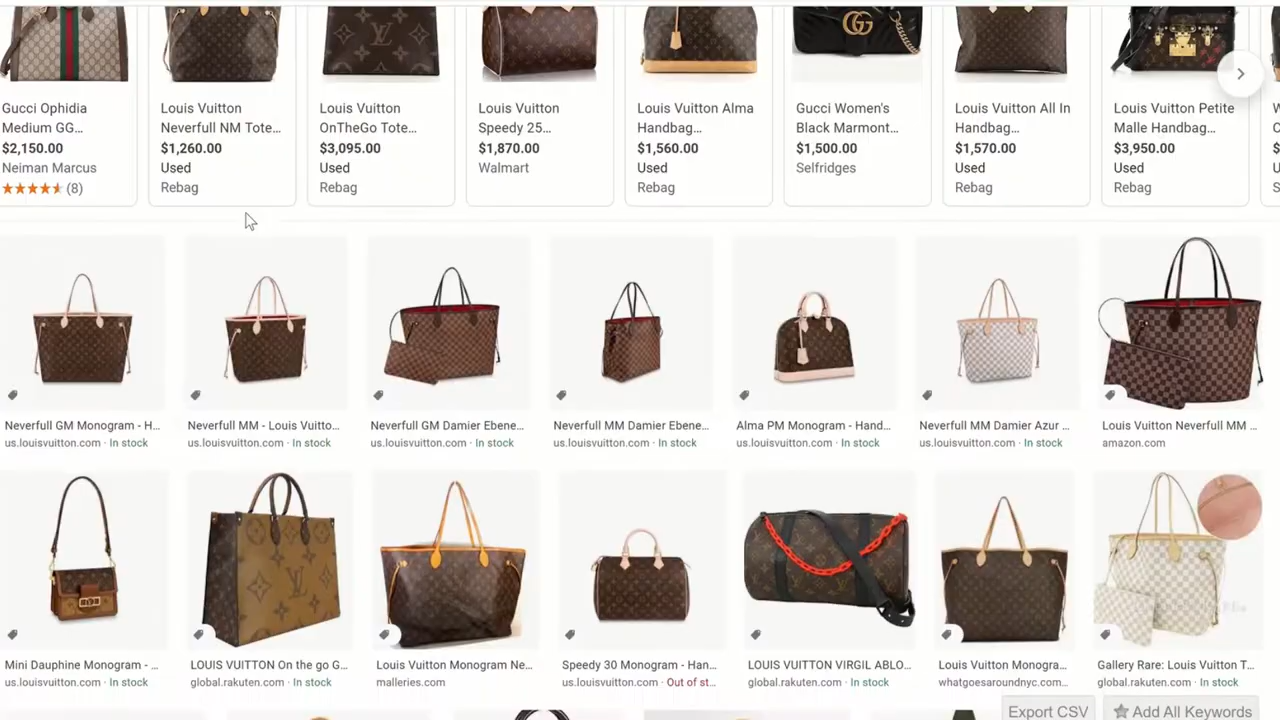 Gucci Ophidia
Medium GG...
$2,150.00
Neiman Marcus
(8)
Louis Vuitton
Neverfull NM Tote...
$1,260.00
Used
Rebag
Louis Vuitton
OnTheGo Tote...
$3,095.00
Used
Rebag
Louis Vuitton
Speedy 25...
$1,870.00
Walmart
Louis Vuitton Alma
Handbag...
$1,560.00
Used
Rebag
Gucci Women's
Black Marmont...
$1,500.00
Selfridges
Louis Vuitton All In
Handbag...
$1,570.00
Used
Rebag
Louis Vuitton Petite
Malle Handbag...
$3,950.00
Used
Rebag
Neverfull GM Monogram - H...
us.louisvuitton.com · In stock
Neverfull MM - Louis Vuitto...
us.louisvuitton.com · In stock
Neverfull GM Damier Ebene...
us.louisvuitton.com · In stock
Neverfull MM Damier Ebene...
us.louisvuitton.com · In stock
Alma PM Monogram - Hand...
us.louisvuitton.com · In stock
Neverfull MM Damier Azur ...
us.louisvuitton.com · In stock
Louis Vuitton Neverfull MM ...
amazon.com
Mini Dauphine Monogram - ...
us.louisvuitton.com · In stock
LOUIS VUITTON On the go G...
global.rakuten.com · In stock
Louis Vuitton Monogram Ne...
malleries.com
Speedy 30 Monogram - Han...
us.louisvuitton.com · Out of st...
LOUIS VUITTON VIRGIL ABLO...
global.rakuten.com · In stock
Louis Vuitton Monogra...
whatgoesaroundnyc.com...
Gallery Rare: Louis Vuitton T...
global.rakuten.com · In stock
Export CSV
Add All Keywords